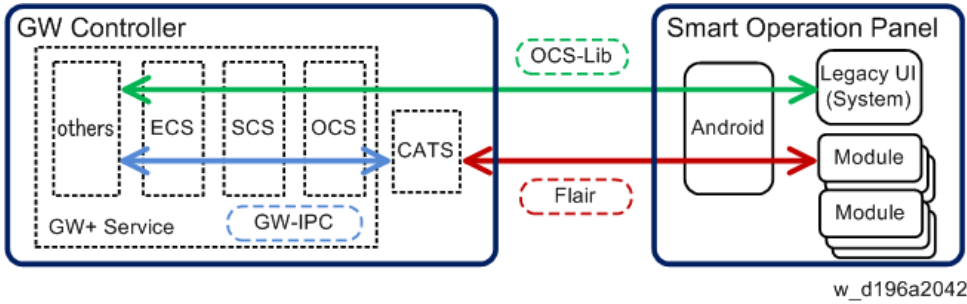 GW Controller
Smart Operation Panel
OCS-Lib
Legacy UI
(System)
others
ECS
SCS
OCS
CATS
Android
Module
Flair
GW+ Service
GW-IPC
Module
w_d196a2042